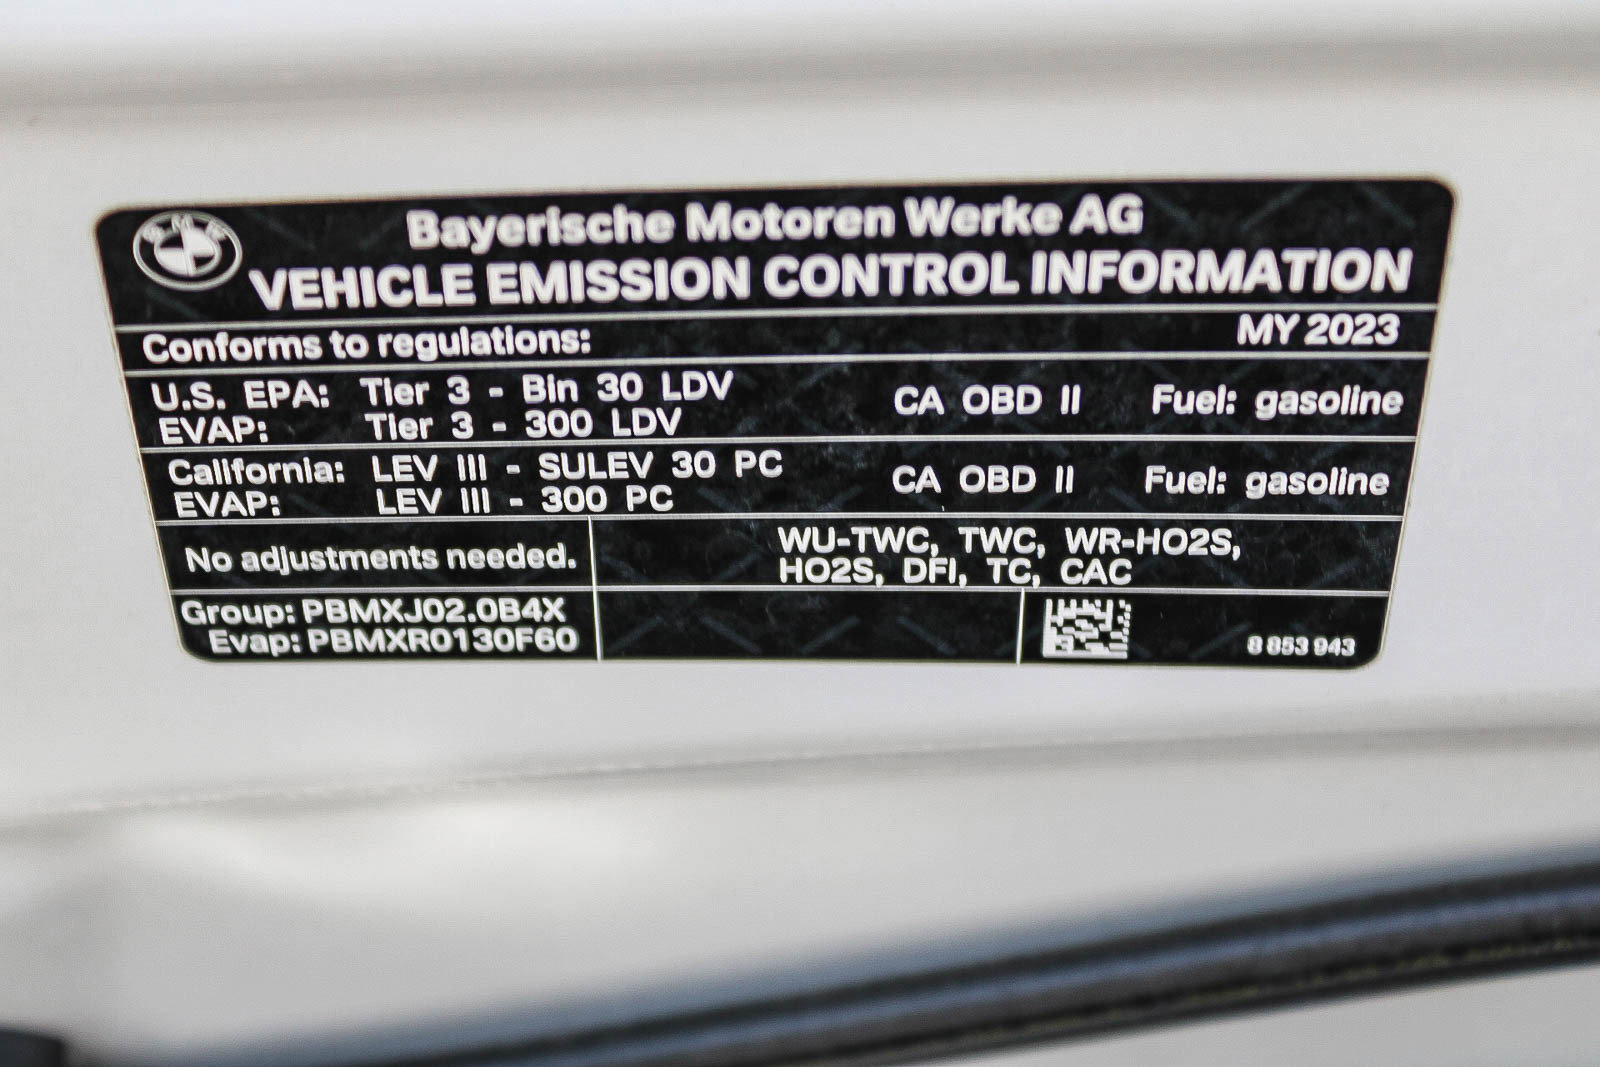 BMW
Bayerische Motoren Werke AG
VEHICLE EMISSION CONTROL INFORMATION
Conforms to regulations: MY 2023
U.S. EPA: Tier 3 - Bin 30 LDV CA OBD II Fuel: gasoline
EVAP: Tier 3 - 300 LDV
California: LEV III - SULEV 30 PC CA OBD II Fuel: gasoline
EVAP: LEV III - 300 PC
No adjustments needed.
WU-TWC, TWC, WR-HO2S,
HO2S, DFI, TC, CAC
Group: PBMXJ02.0B4X
Evap: PBMXR0130F60
8 853 943